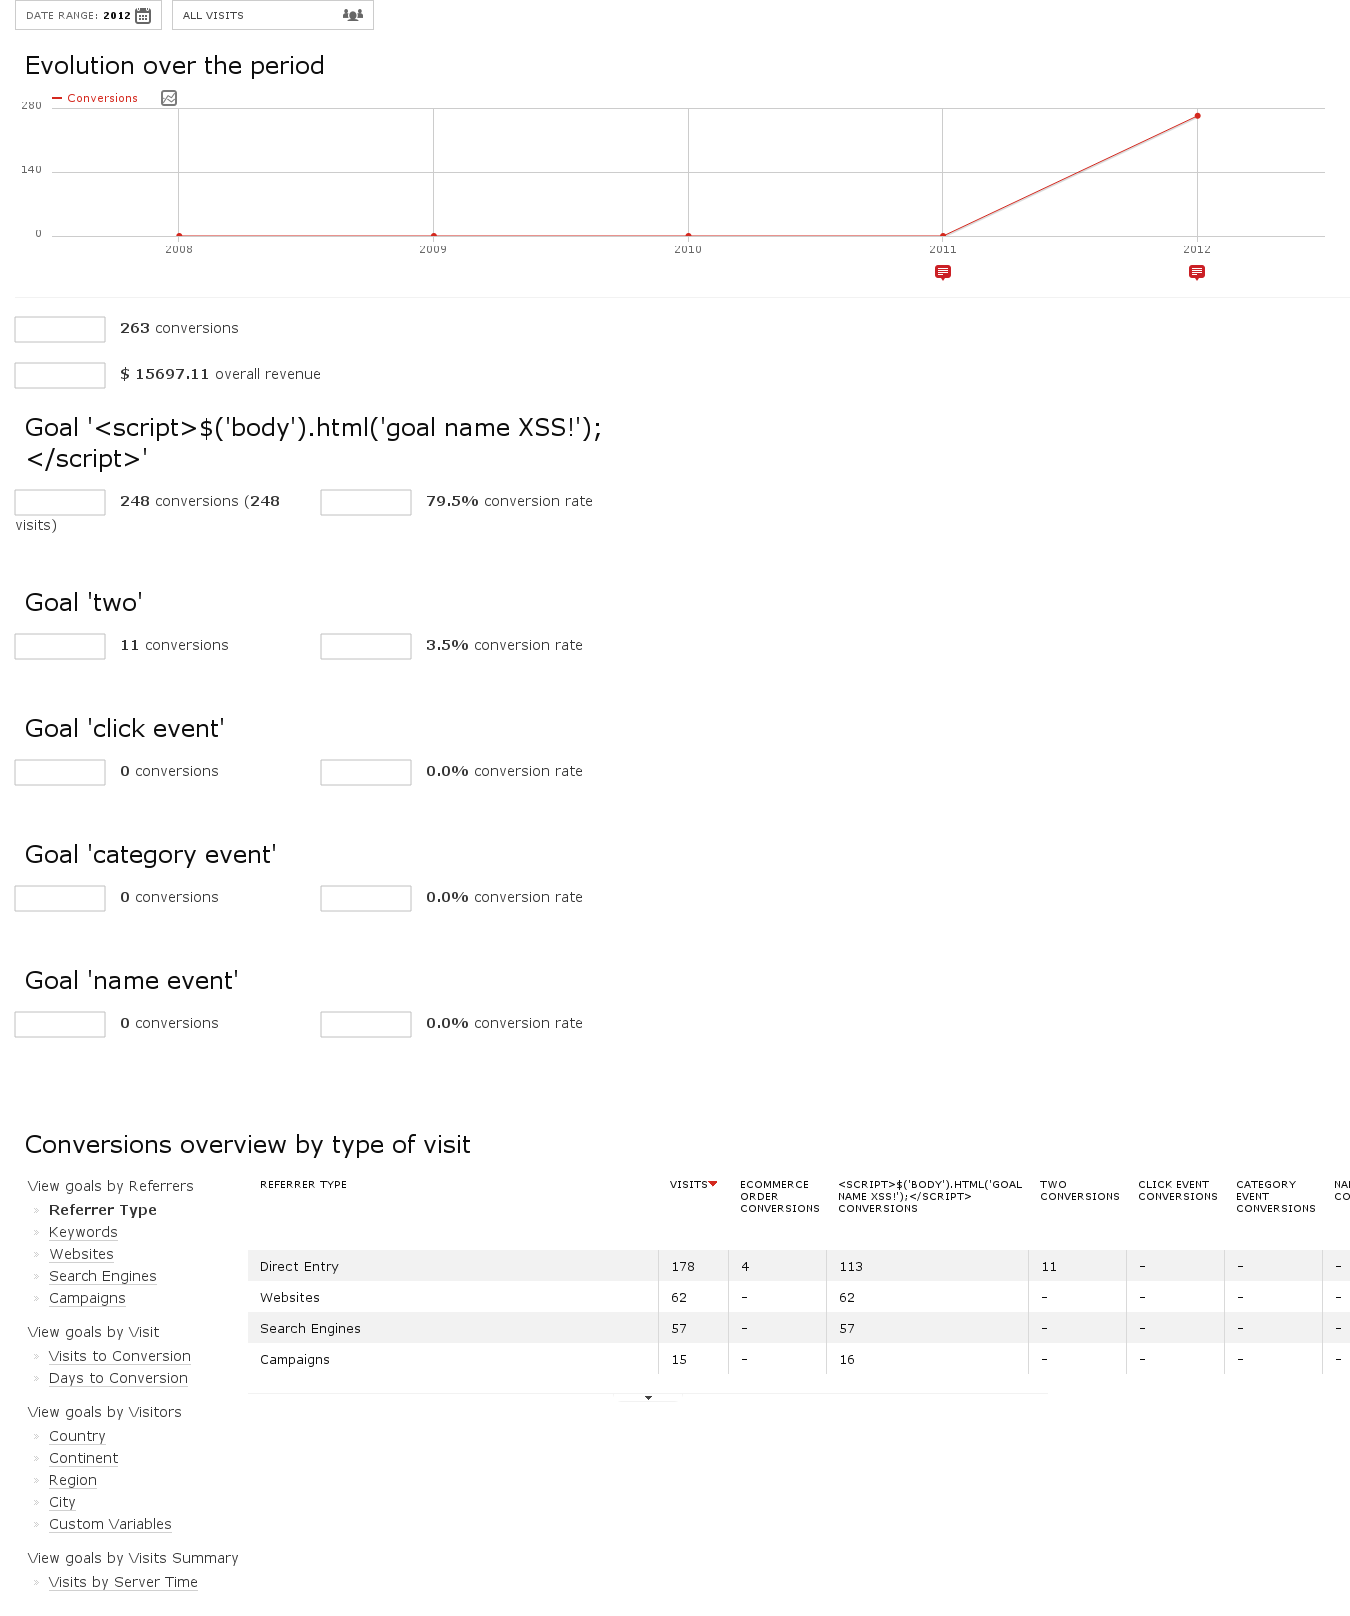 DATE RANGE: 2012
ALL VISITS
Evolution over the period
Conversions
280
140
0
2008 2009 2010 2011 2012
263 conversions
$ 15697.11 overall revenue
Goal '<script>$('body').html('goal name XSS!');
</script>'
248 conversions (248 79.5% conversion rate
visits)
Goal 'two'
11 conversions 3.5% conversion rate
Goal 'click event'
0 conversions 0.0% conversion rate
Goal 'category event'
0 conversions 0.0% conversion rate
Goal 'name event'
0 conversions 0.0% conversion rate
Conversions overview by type of visit
View goals by Referrers
» Referrer Type
» Keywords
» Websites
» Search Engines
» Campaigns
View goals by Visit
» Visits to Conversion
» Days to Conversion
View goals by Visitors
» Country
» Continent
» Region
» City
» Custom Variables
View goals by Visits Summary
» Visits by Server Time
REFERRER TYPE VISITS ECOMMERCE <SCRIPT>$('BODY').HTML('GOAL TWO CLICK EVENT CATEGORY NA
ORDER NAME XSS!');</SCRIPT> CONVERSIONS CONVERSIONS EVENT CO
CONVERSIONS CONVERSIONS CONVERSIONS
Direct Entry 178 4 113 11 - - -
Websites 62 - 62 - - - -
Search Engines 57 - 57 - - - -
Campaigns 15 - 16 - - - -